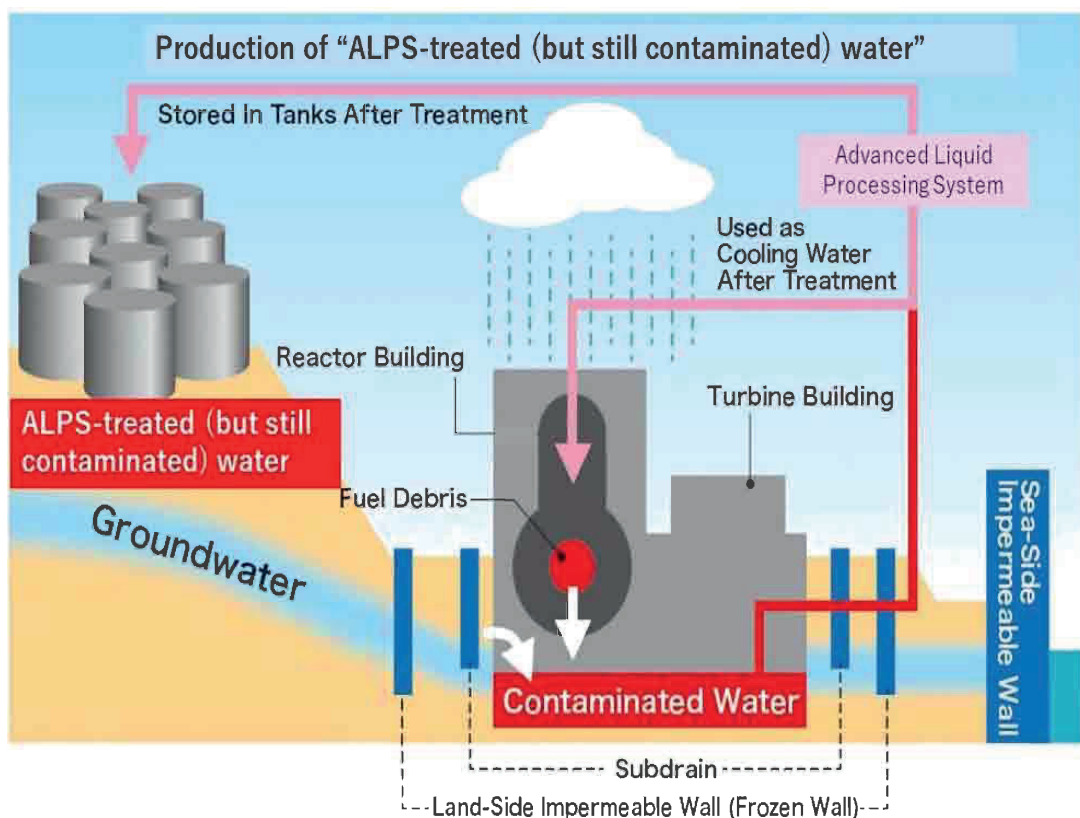 Production of “ALPS-treated (but still contaminated) water”
Stored In Tanks After Treatment
Advanced Liquid
Processing System
Used as
Cooling Water
After Treatment
Reactor Building
Turbine Building
ALPS-treated (but still
contaminated) water
Fuel Debris
Groundwater
Sea-Side
Impermeable Wall
Contaminated Water
Subdrain
Land-Side Impermeable Wall (Frozen Wall)